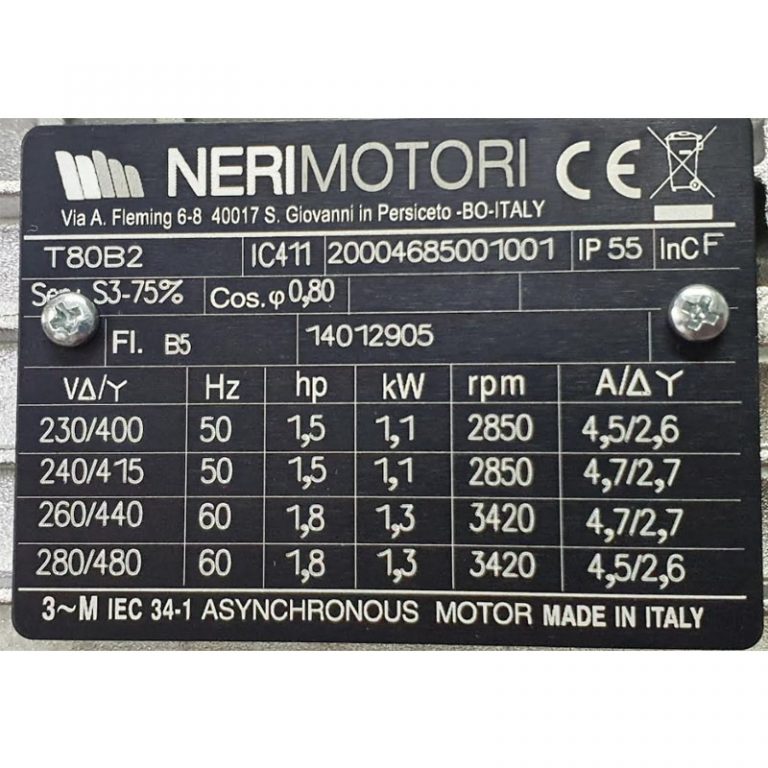 NERIMOTORI CE
Via A. Fleming 6-8 40017 S. Giovanni in Persiceto -BO-ITALY
T80B2 IC411 20004685001001 IP 55 InCF
S3-75% Cos.φ 0,80
FI. B5 14012905
VΔ/Y Hz hp kW rpm A/ΔY
230/400 50 1,5 1,1 2850 4,5/2,6
240/415 50 1,5 1,1 2850 4,7/2,7
260/440 60 1,8 1,3 3420 4,7/2,7
280/480 60 1,8 1,3 3420 4,5/2,6
3~M IEC 34-1 ASYNCHRONOUS MOTOR MADE IN ITALY